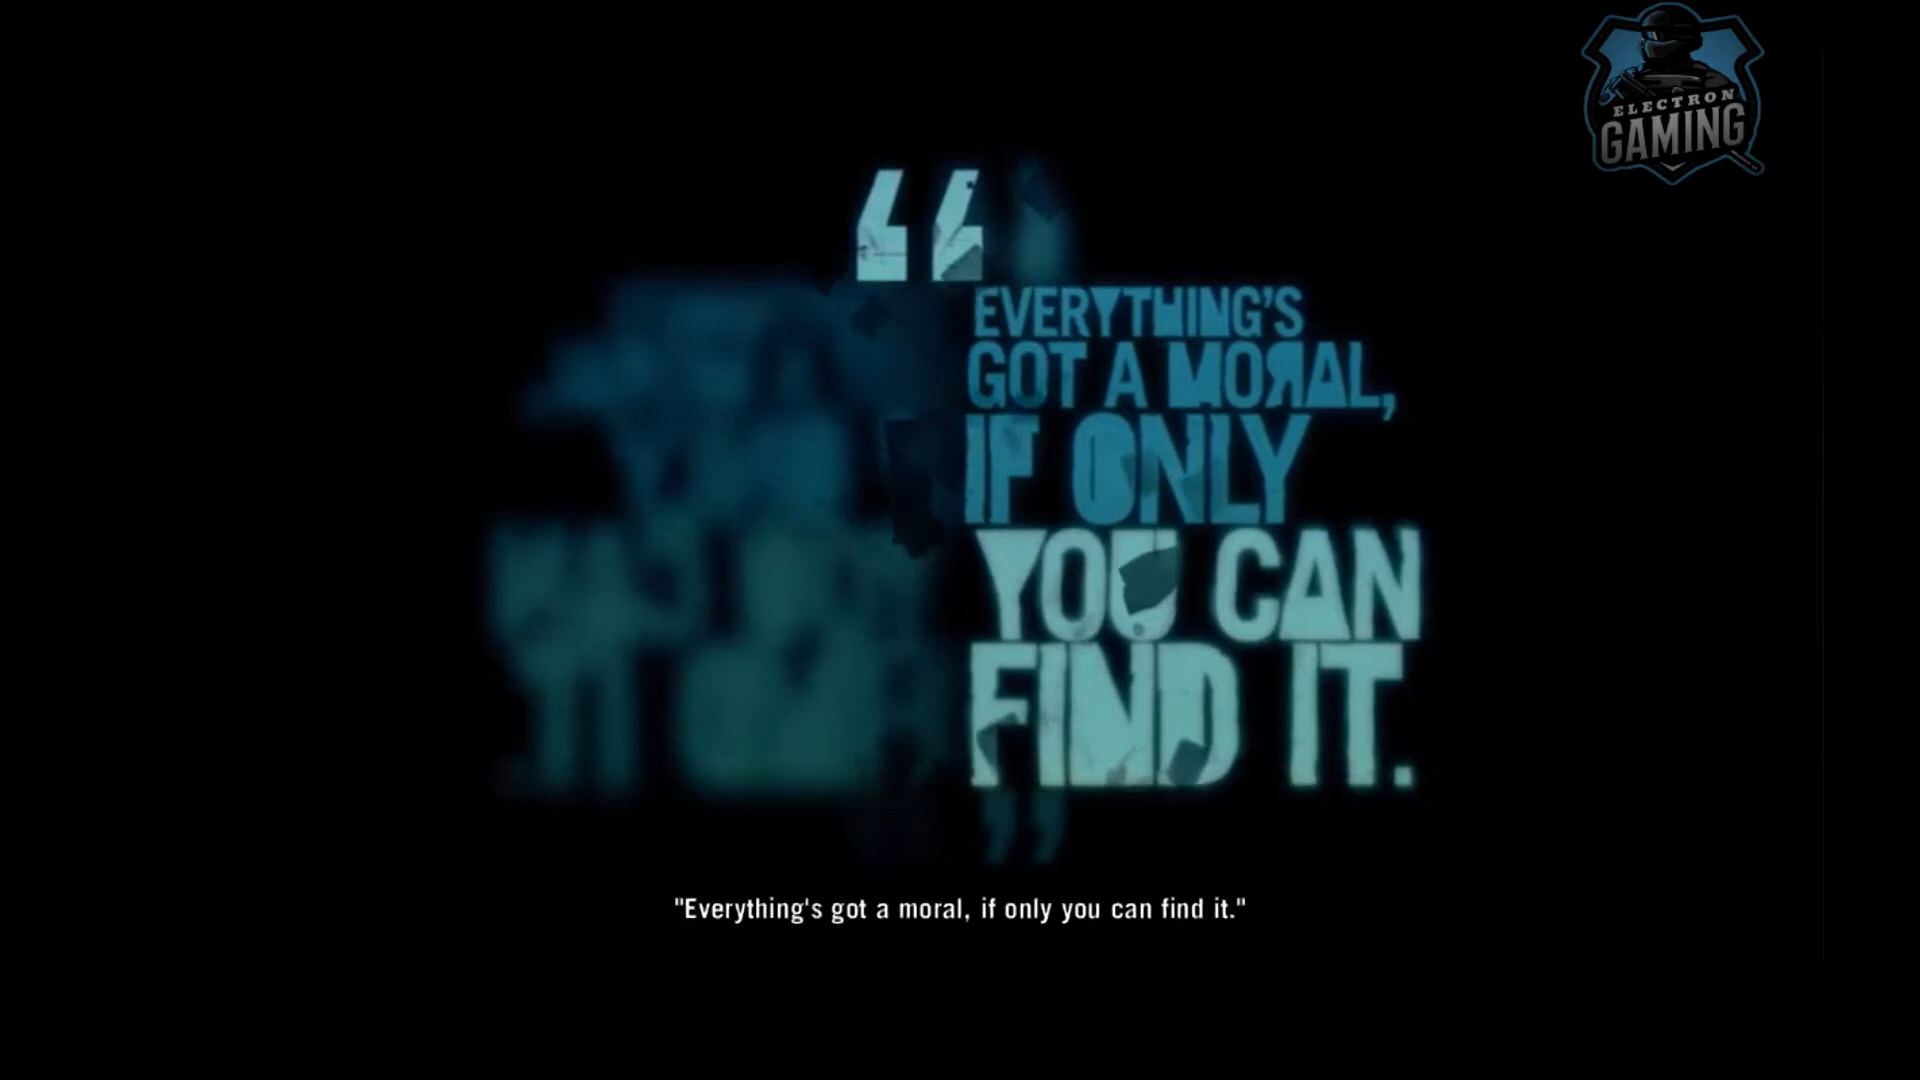 ELECTRON
GAMING
“
EVERYTHING’S
GOT A MOЯAL,
IF ONLY
YOU CAN
FIND IT.
"Everything's got a moral, if only you can find it."